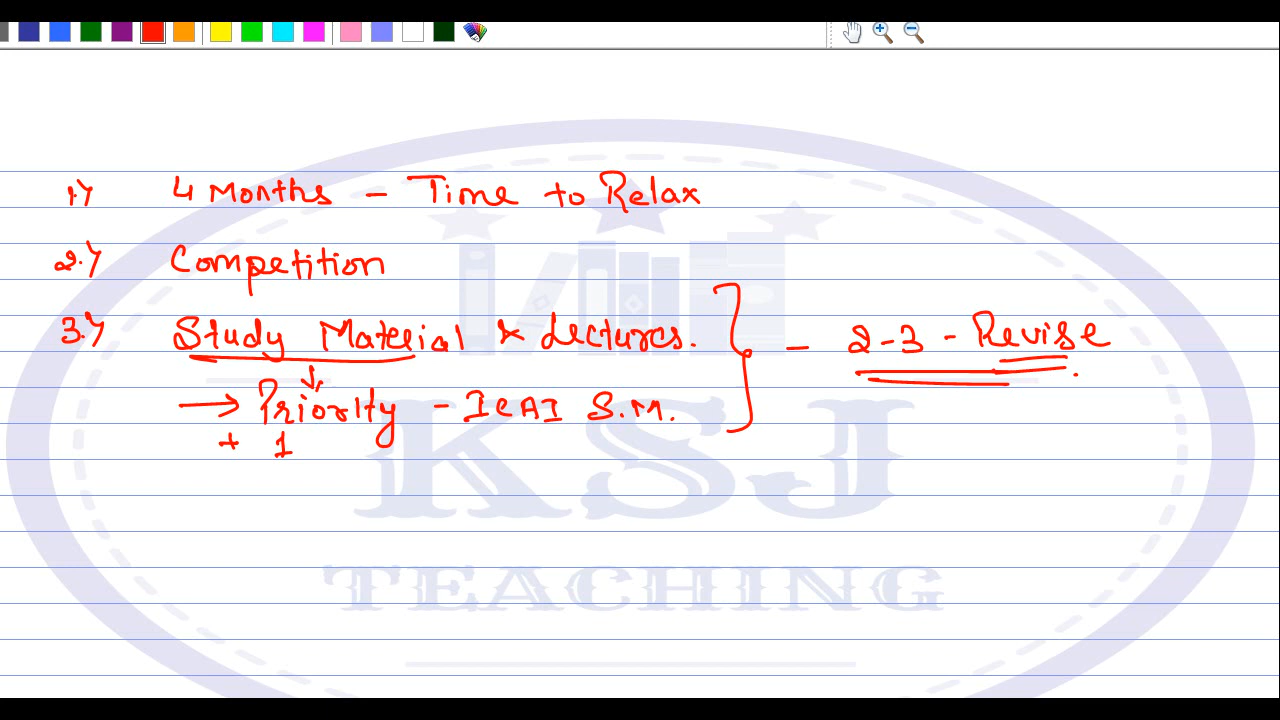 1.) 4 Months - Time to Relax
2.) Competition
3.) Study Material & Lectures. - 2-3 - Revise.
→ Priority - ICAI S.M.
+ 1
KSJ
TEACHING